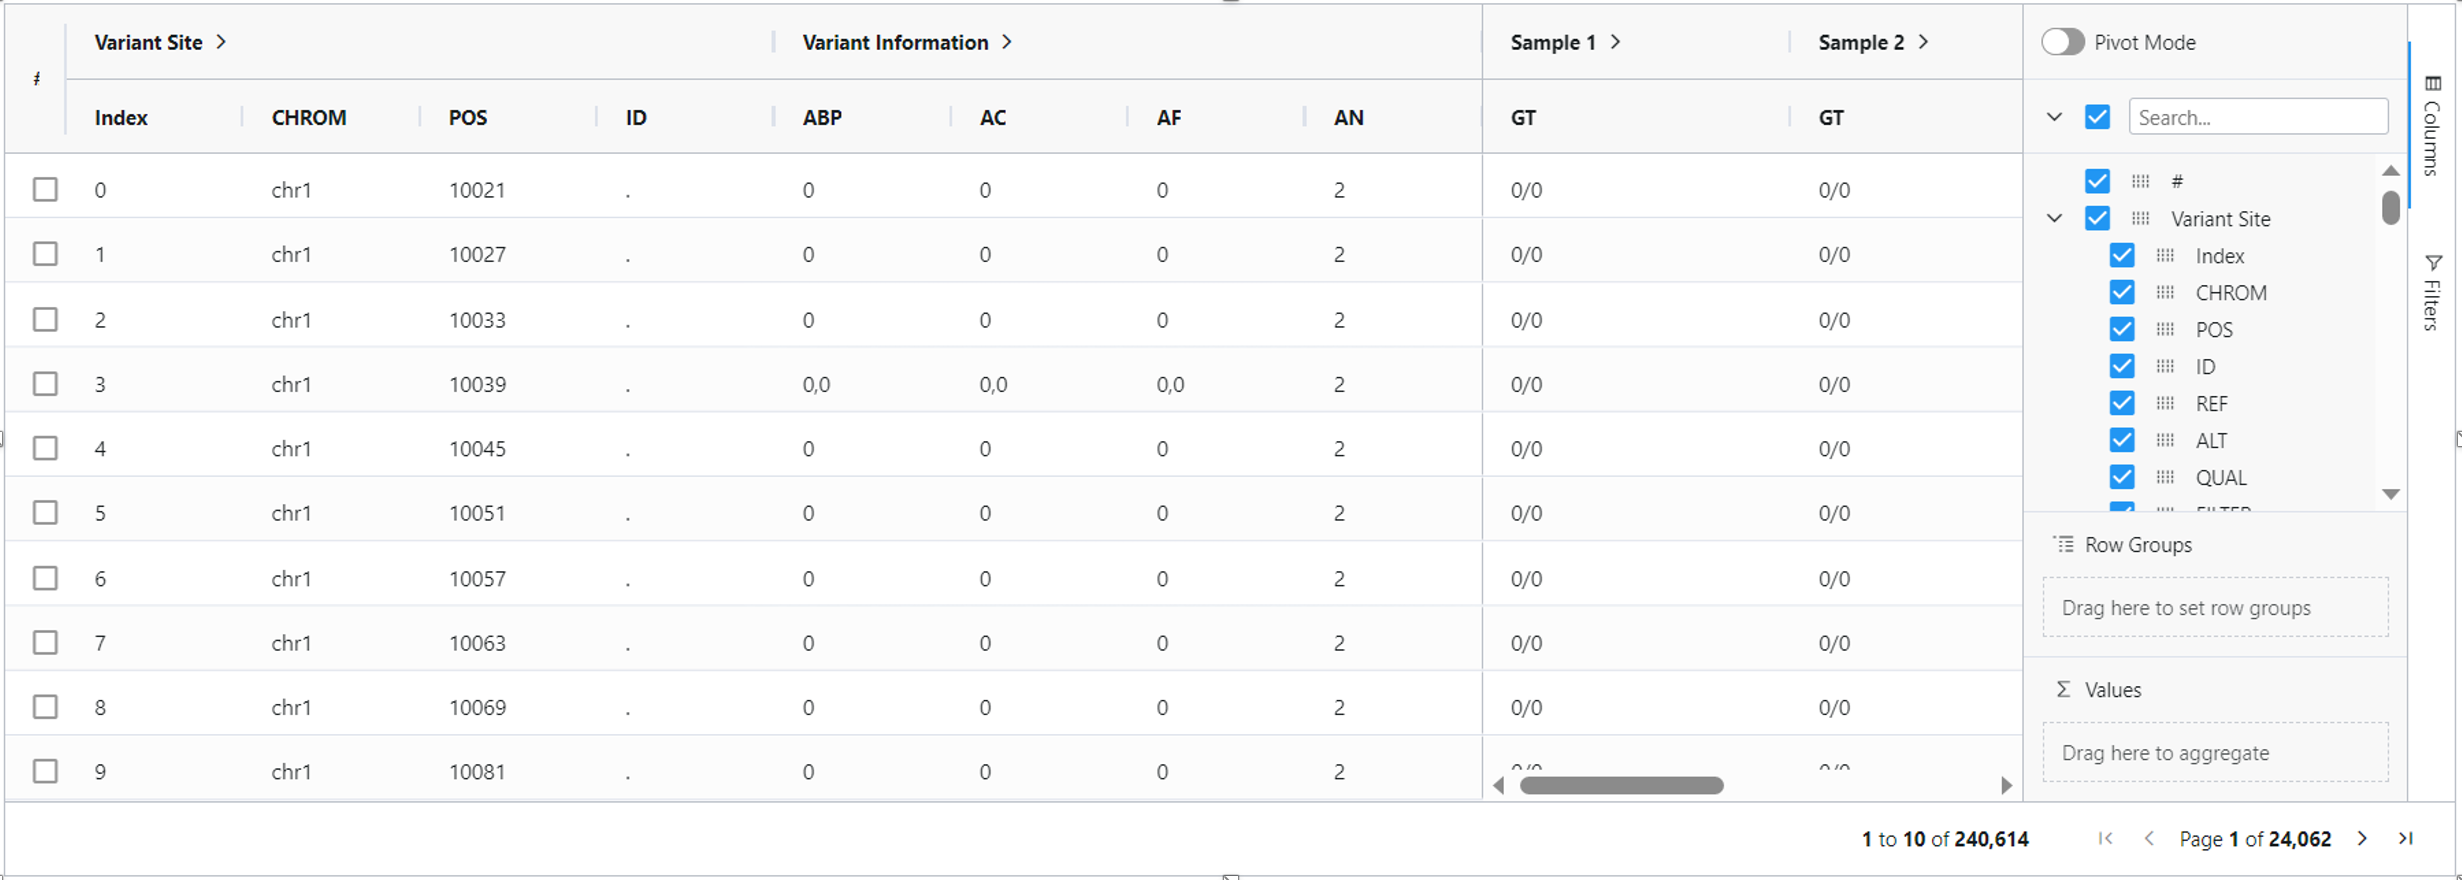 Variant Site Variant Information Sample 1 Sample 2 Pivot Mode
Index CHROM POS ID ABP AC AF AN GT GT Search...
0 chr1 10021 . 0 0 0 2 0/0 0/0
1 chr1 10027 . 0 0 0 2 0/0 0/0
2 chr1 10033 . 0 0 0 2 0/0 0/0
3 chr1 10039 . 0,0 0,0 0,0 2 0/0 0/0
4 chr1 10045 . 0 0 0 2 0/0 0/0
5 chr1 10051 . 0 0 0 2 0/0 0/0
6 chr1 10057 . 0 0 0 2 0/0 0/0
7 chr1 10063 . 0 0 0 2 0/0 0/0
8 chr1 10069 . 0 0 0 2 0/0 0/0
9 chr1 10081 . 0 0 0 2 0/0 0/0
#
Variant Site
Index
CHROM
POS
ID
REF
ALT
QUAL
FILTER
Row Groups
Drag here to set row groups
Values
Drag here to aggregate
Columns
Filters
1 to 10 of 240,614 Page 1 of 24,062